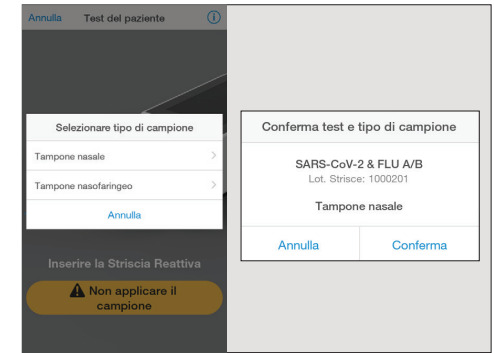 Annulla Test del paziente
Selezionare tipo di campione
Tampone nasale
Tampone nasofaringeo
Annulla
Inserire la Striscia Reattiva
Non applicare il
campione
Conferma test e tipo di campione
SARS-CoV-2 & FLU A/B
Lot. Strisce: 1000201
Tampone nasale
Annulla Conferma